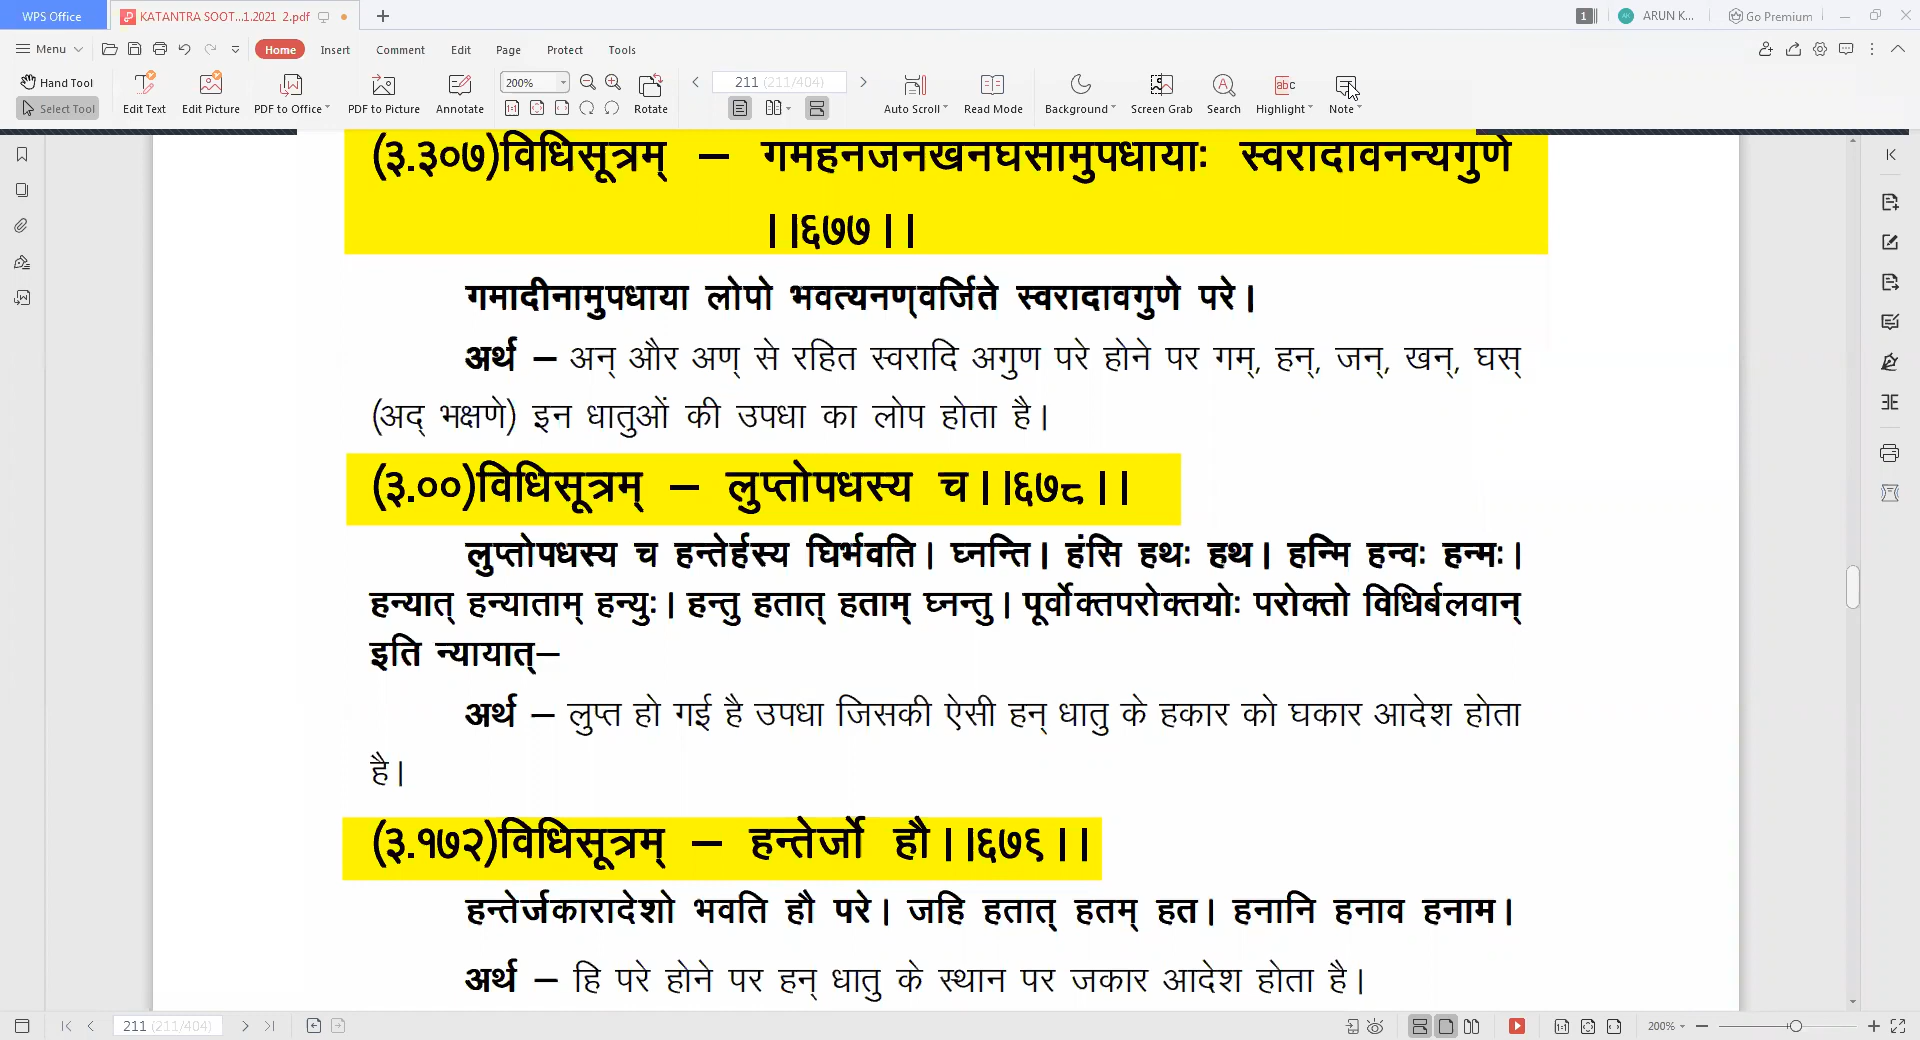 WPS Office
KATANTRA SOOT...1.2021 2.pdf
1
ARUN K...
Go Premium
Menu
Home
Insert
Comment
Edit
Page
Protect
Tools
Hand Tool
Select Tool
Edit Text
Edit Picture
PDF to Office
PDF to Picture
Annotate
200%
Rotate
211 (211/404)
Auto Scroll
Read Mode
Background
Screen Grab
Search
Highlight
Note
(३.३०७)विधिसूत्रम् – गमहनजनखनघसामुपधायाः स्वरादावनन्यगुणे
।।६७७।।
गमादीनामुपधाया लोपो भवत्यनण्वर्जिते स्वरादावगुणे परे।
अर्थ – अन् और अण् से रहित स्वरादि अगुण परे होने पर गम्, हन्, जन्, खन्, घस्
(अद् भक्षणे) इन धातुओं की उपधा का लोप होता है।
(३.००)विधिसूत्रम् – लुप्तोपधस्य च।।६७८।।
लुप्तोपधस्य च हन्तेर्हस्य घिर्भवति। घ्नन्ति। हंसि हथः हथ। हन्मि हन्वः हन्मः।
हन्यात् हन्याताम् हन्युः। हन्तु हतात् हताम् घ्नन्तु। पूर्वोक्तपरोक्तयोः परोक्तो विधिर्बलवान्
इति न्यायात्–
अर्थ – लुप्त हो गई है उपधा जिसकी ऐसी हन् धातु के हकार को घकार आदेश होता
है।
(३.१७२)विधिसूत्रम् – हन्तेर्जो हौ।।६७९।।
हन्तेर्जकारादेशो भवति हौ परे। जहि हतात् हतम् हत। हनानि हनाव हनाम।
अर्थ – हि परे होने पर हन् धातु के स्थान पर जकार आदेश होता है।
211 (211/404)
200%